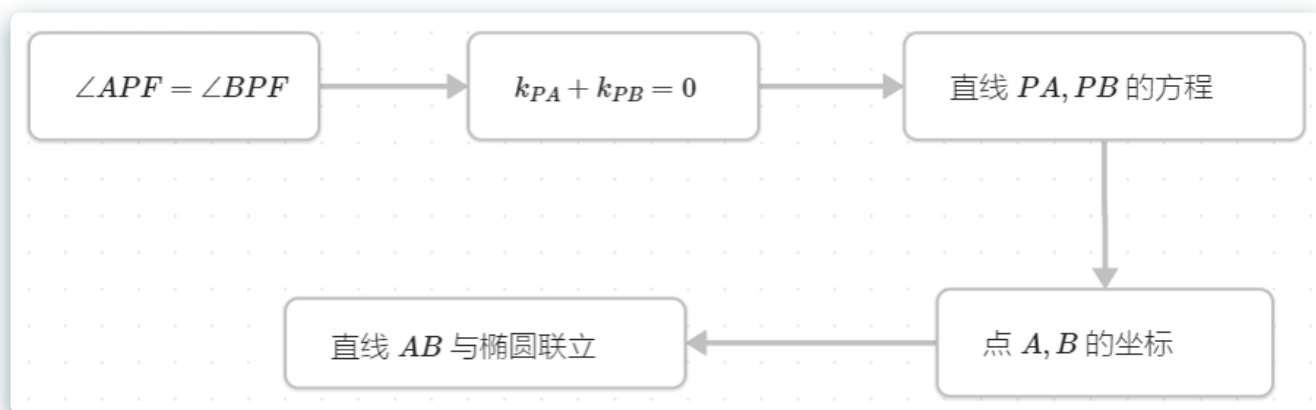 ∠APF = ∠BPF
k_{PA} + k_{PB} = 0
直线 PA, PB 的方程
点 A, B 的坐标
直线 AB 与椭圆联立